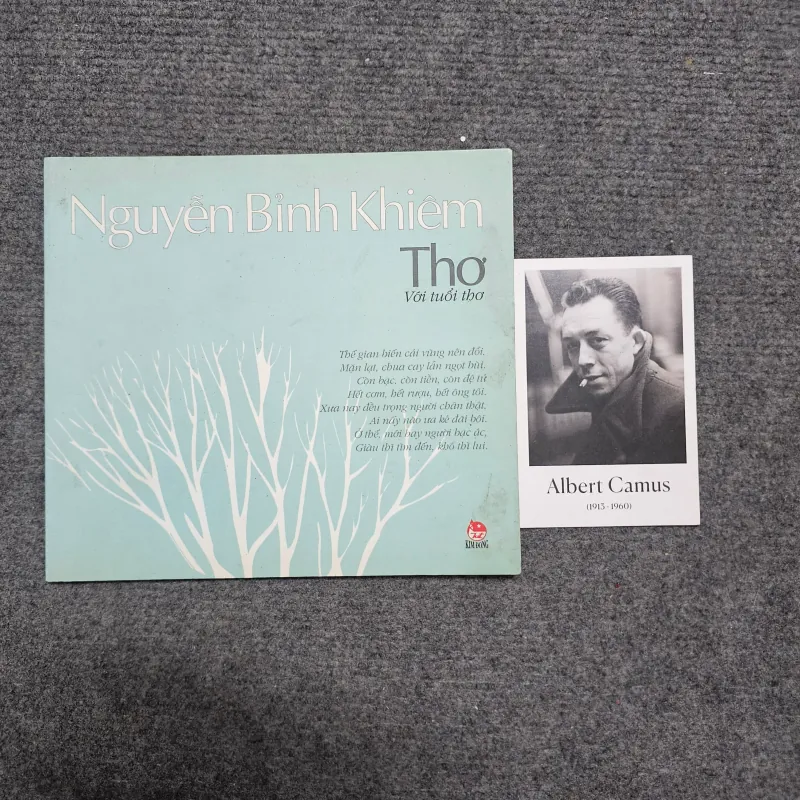 Nguyễn Bỉnh Khiêm
Thơ
Với tuổi thơ
Thế gian biến cải vũng nên đồi,
Mặn lạt, chua cay lẫn ngọt bùi.
Còn bạc, còn tiền, còn đệ tử
Hết cơm, hết rượu, hết ông tôi.
Xưa nay đều trọng người chân thật,
Ai nấy nào ưa kẻ đãi bôi.
Ở thế, mới hay người bạc ác,
Giàu thì tìm đến, khó thì lui.
KIM ĐỒNG
Albert Camus
(1913 - 1960)